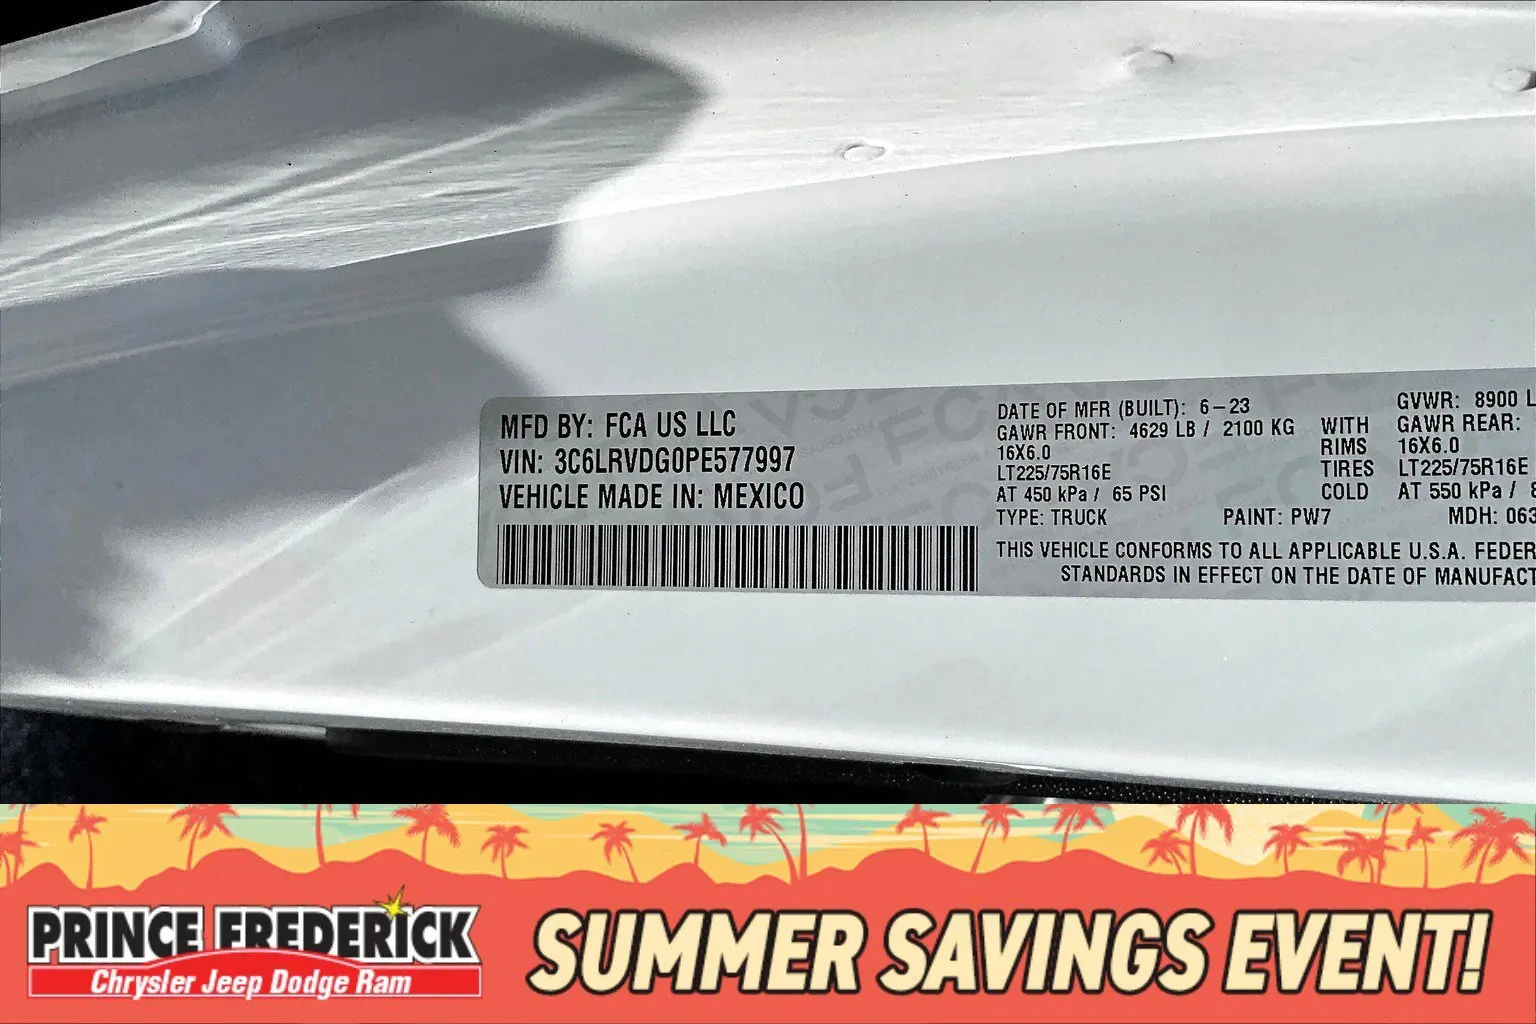 MFD BY: FCA US LLC
VIN: 3C6LRVDG0PE577997
VEHICLE MADE IN: MEXICO
DATE OF MFR (BUILT): 6-23
GAWR FRONT: 4629 LB / 2100 KG
16X6.0
LT225/75R16E
AT 450 kPa / 65 PSI
TYPE: TRUCK
WITH
RIMS
TIRES
COLD
GVWR: 8900 L
GAWR REAR:
16X6.0
LT225/75R16E
AT 550 kPa /
PAINT: PW7
MDH: 063
THIS VEHICLE CONFORMS TO ALL APPLICABLE U.S.A. FEDER
STANDARDS IN EFFECT ON THE DATE OF MANUFACT
PRINCE FREDERICK
Chrysler Jeep Dodge Ram
SUMMER SAVINGS EVENT!